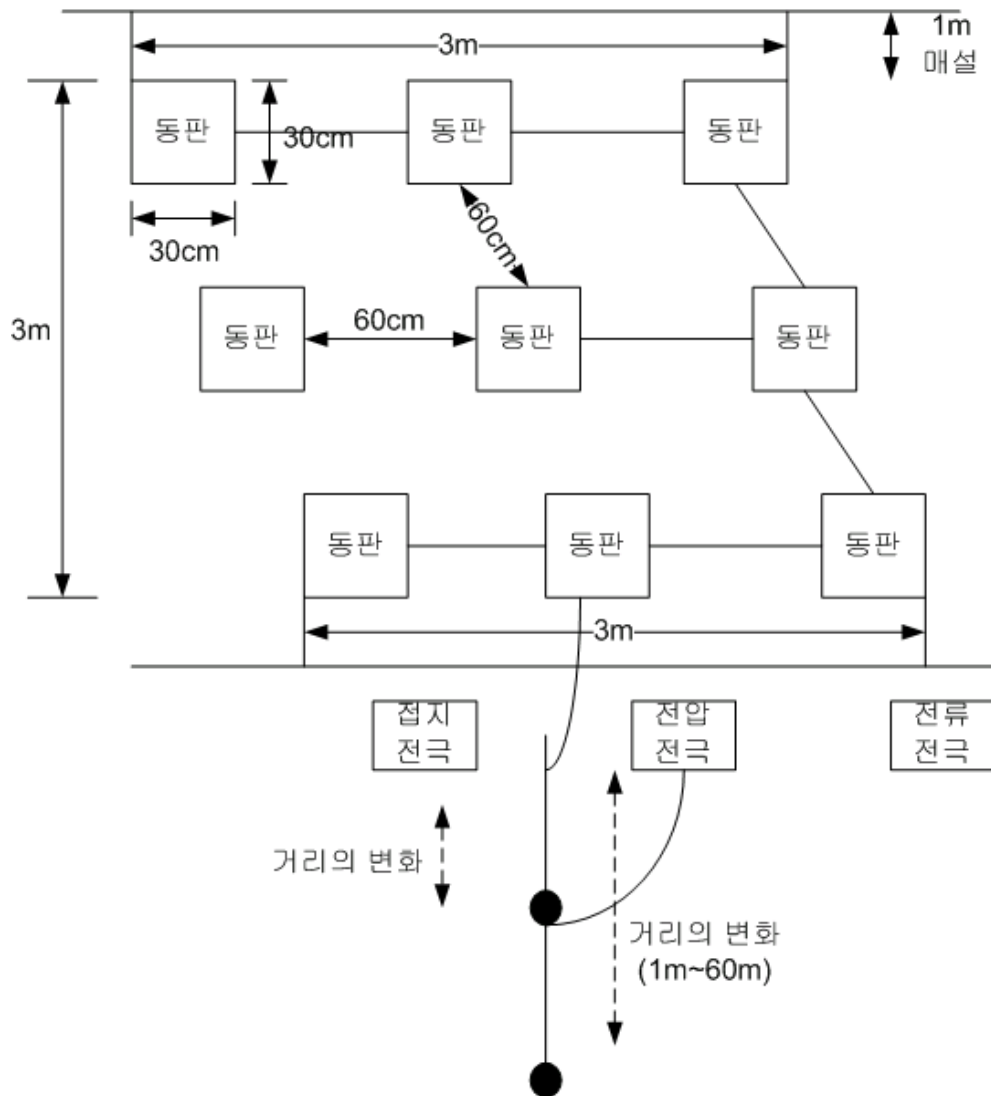 3m
1m
매설
동판
동판
동판
30cm
60cm
30cm
3m
동판
60cm
동판
동판
동판
동판
동판
3m
접지
전극
전압
전극
전류
전극
거리의 변화
거리의 변화
(1m~60m)